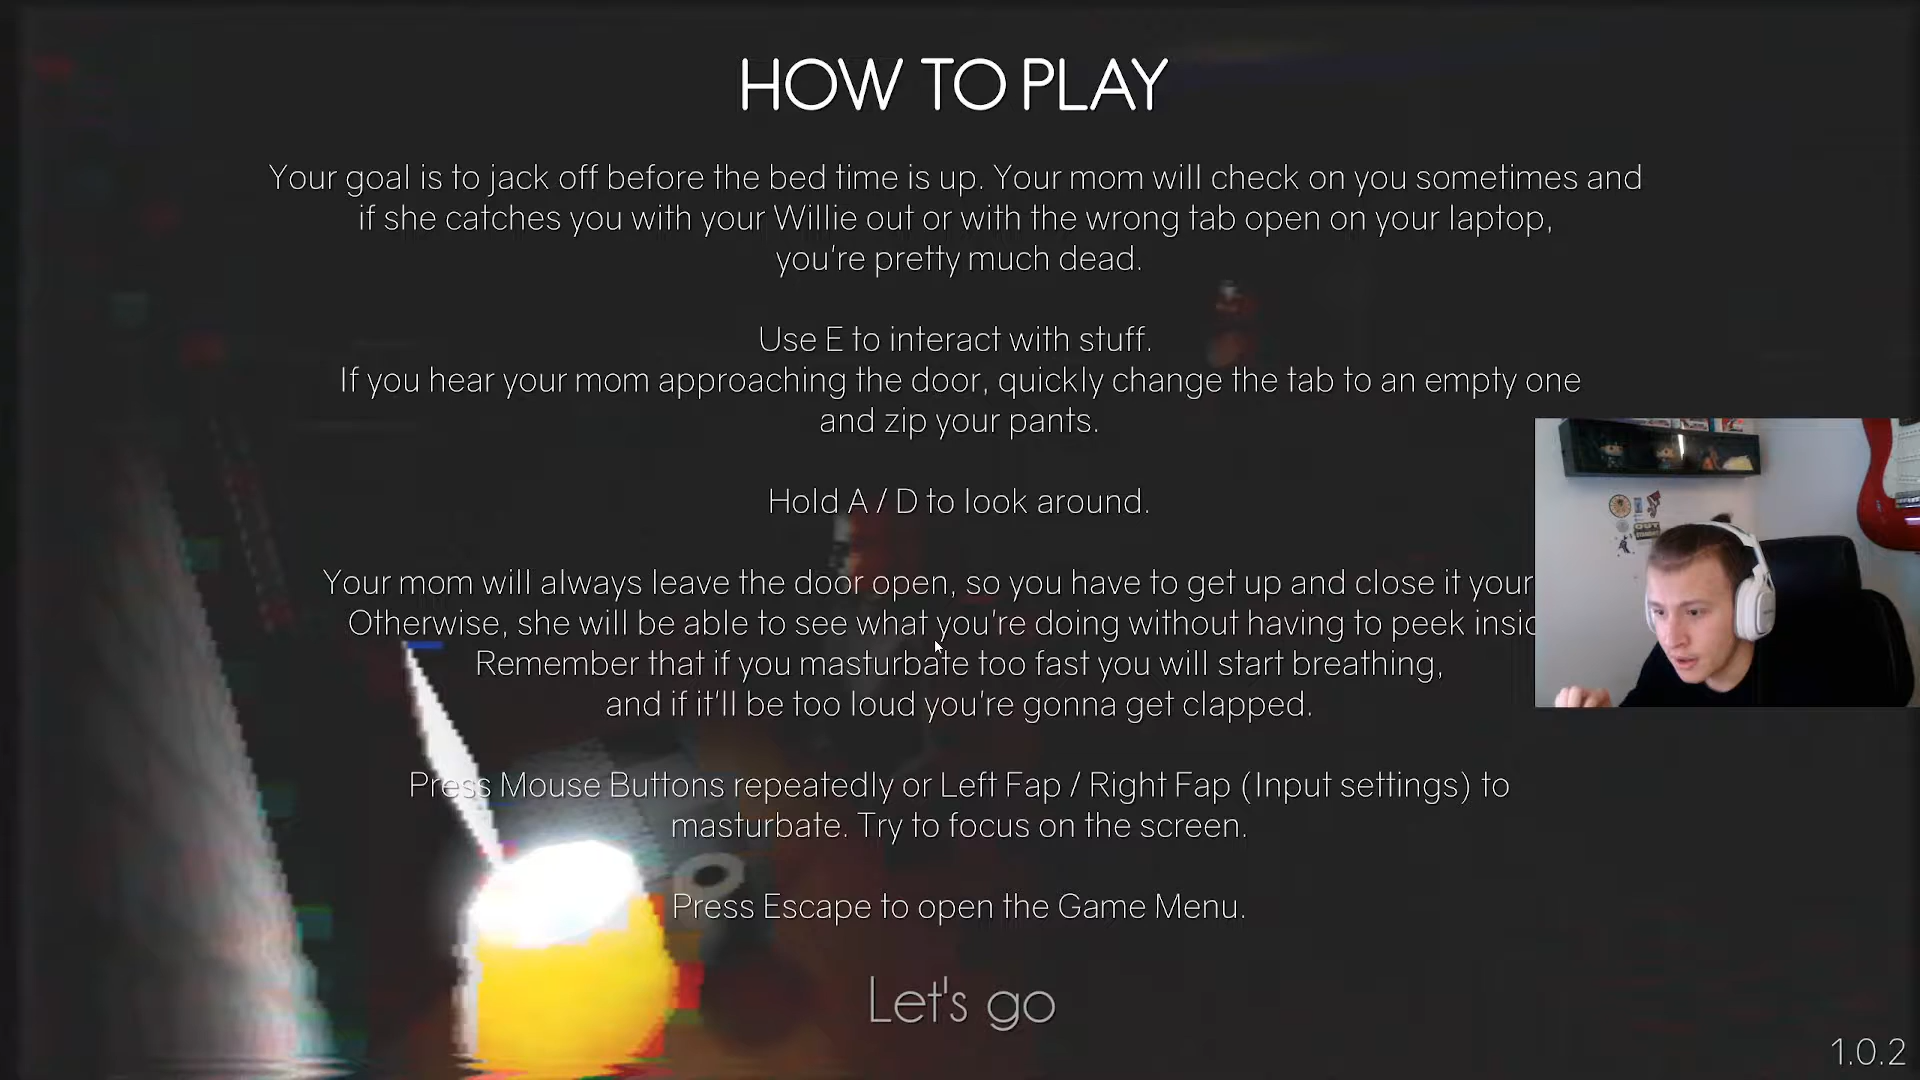 HOW TO PLAY
Your goal is to jack off before the bed time is up. Your mom will check on you sometimes and
if she catches you with your Willie out or with the wrong tab open on your laptop,
you're pretty much dead.
Use E to interact with stuff.
If you hear your mom approaching the door, quickly change the tab to an empty one
and zip your pants.
Hold A / D to look around.
Your mom will always leave the door open, so you have to get up and close it your
Otherwise, she will be able to see what you're doing without having to peek
Remember that if you masturbate too fast you will start breathing,
and if it'll be too loud you're gonna get clapped.
Press Mouse Buttons repeatedly or Left Fap / Right Fap (Input settings) to
masturbate. Try to focus on the screen.
Press Escape to open the Game Menu.
Let's go
1.0.2